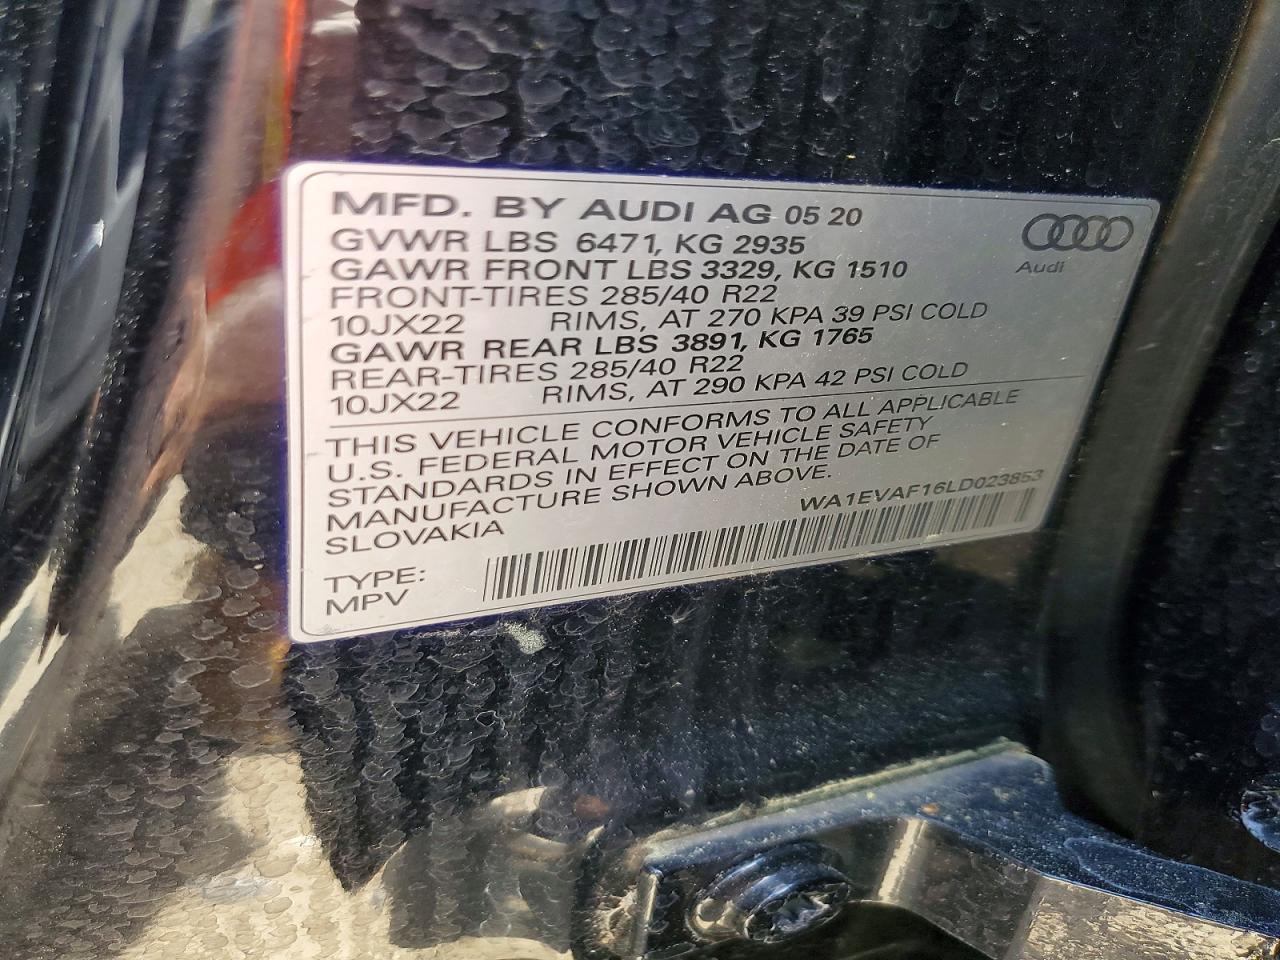 MFD. BY AUDI AG 05 20
GVWR LBS 6471, KG 2935
GAWR FRONT LBS 3329, KG 1510
FRONT-TIRES 285/40 R22
10JX22 RIMS, AT 270 KPA 39 PSI COLD
GAWR REAR LBS 3891, KG 1765
REAR-TIRES 285/40 R22
10JX22 RIMS, AT 290 KPA 42 PSI COLD
Audi
THIS VEHICLE CONFORMS TO ALL APPLICABLE
U.S. FEDERAL MOTOR VEHICLE SAFETY
STANDARDS IN EFFECT ON THE DATE OF
MANUFACTURE SHOWN ABOVE.
SLOVAKIA
WA1EVAF16LD023853
TYPE:
MPV